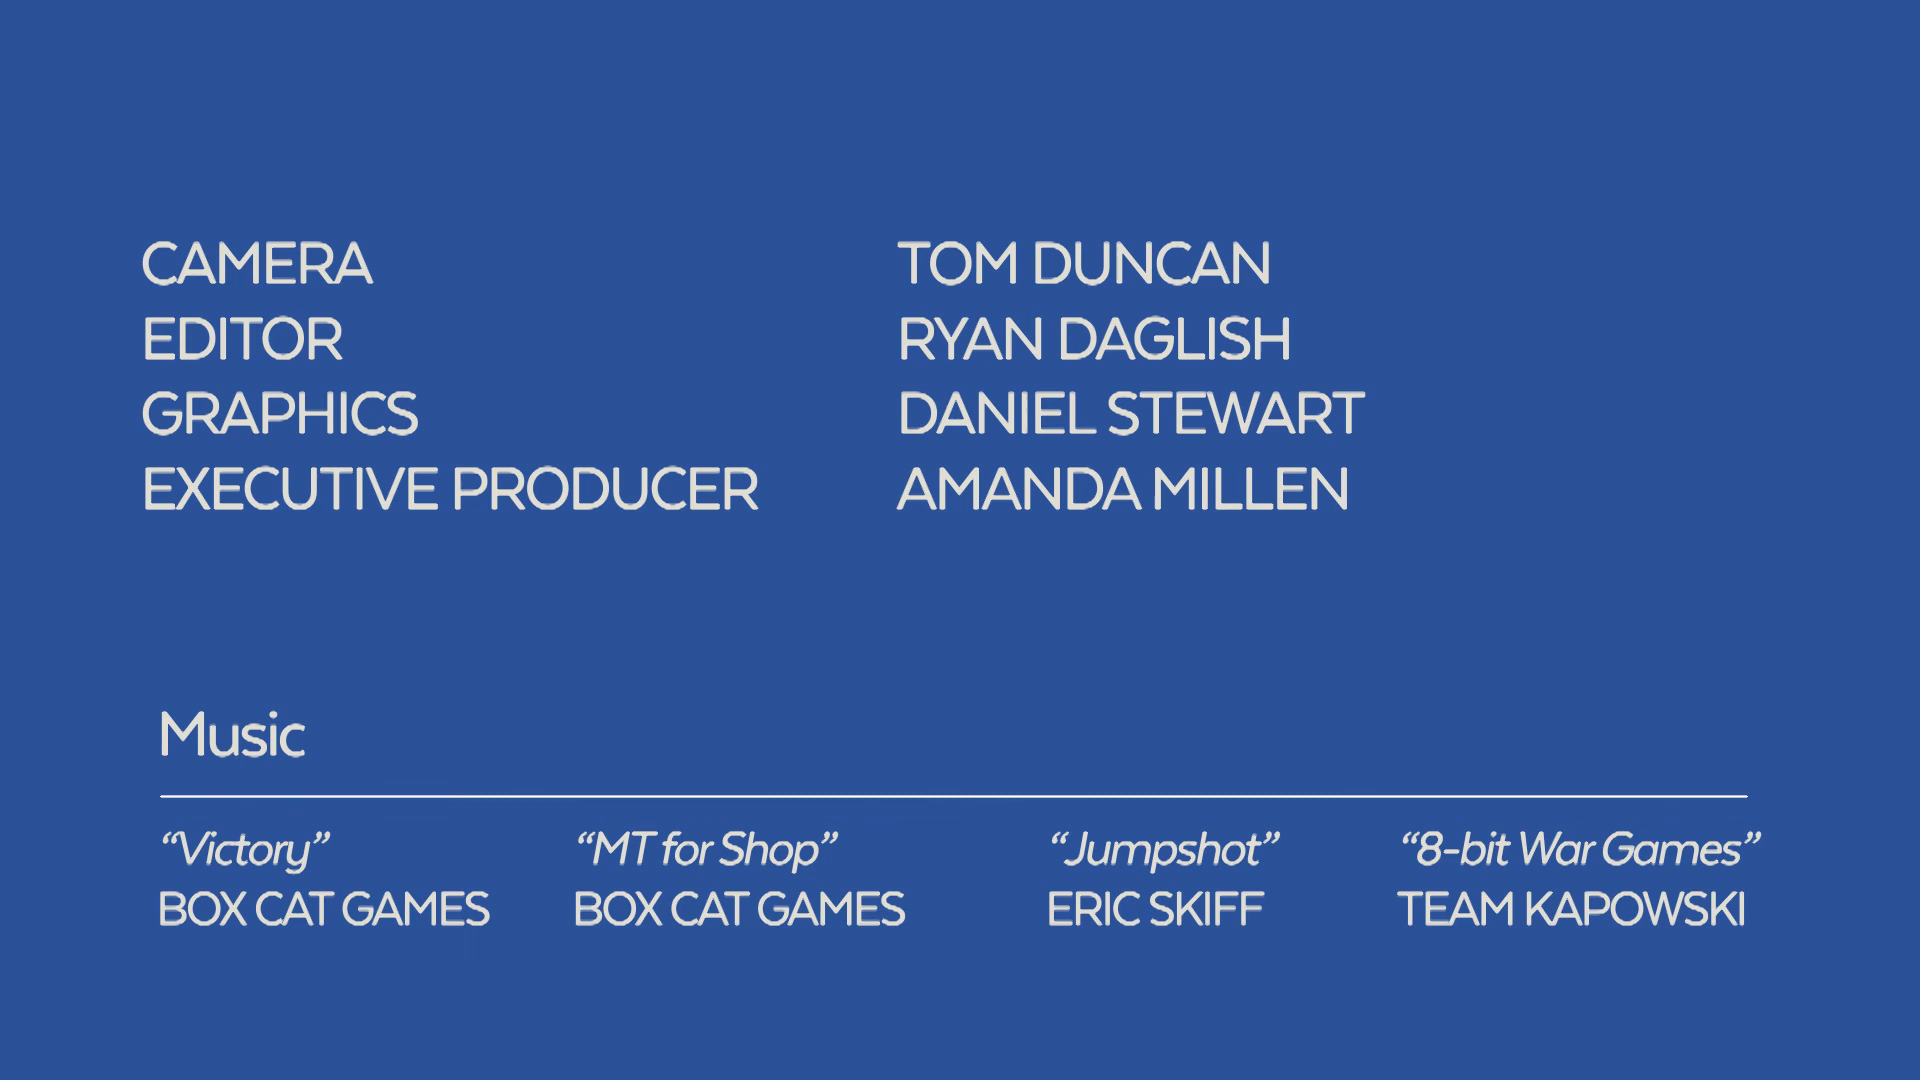 CAMERA TOM DUNCAN
EDITOR RYAN DAGLISH
GRAPHICS DANIEL STEWART
EXECUTIVE PRODUCER AMANDA MILLEN
Music
“Victory” “MT for Shop” “Jumpshot” “8-bit War Games”
BOX CAT GAMES BOX CAT GAMES ERIC SKIFF TEAM KAPOWSKI